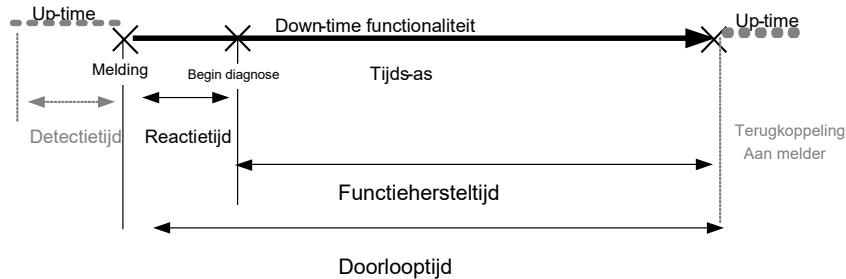 Up-time
Down-time functionaliteit
Up-time
Melding
Begin diagnose
Tijds-as
Detectietijd
Reactietijd
Terugkoppeling
Aan melder
Functiehersteltijd
Doorlooptijd